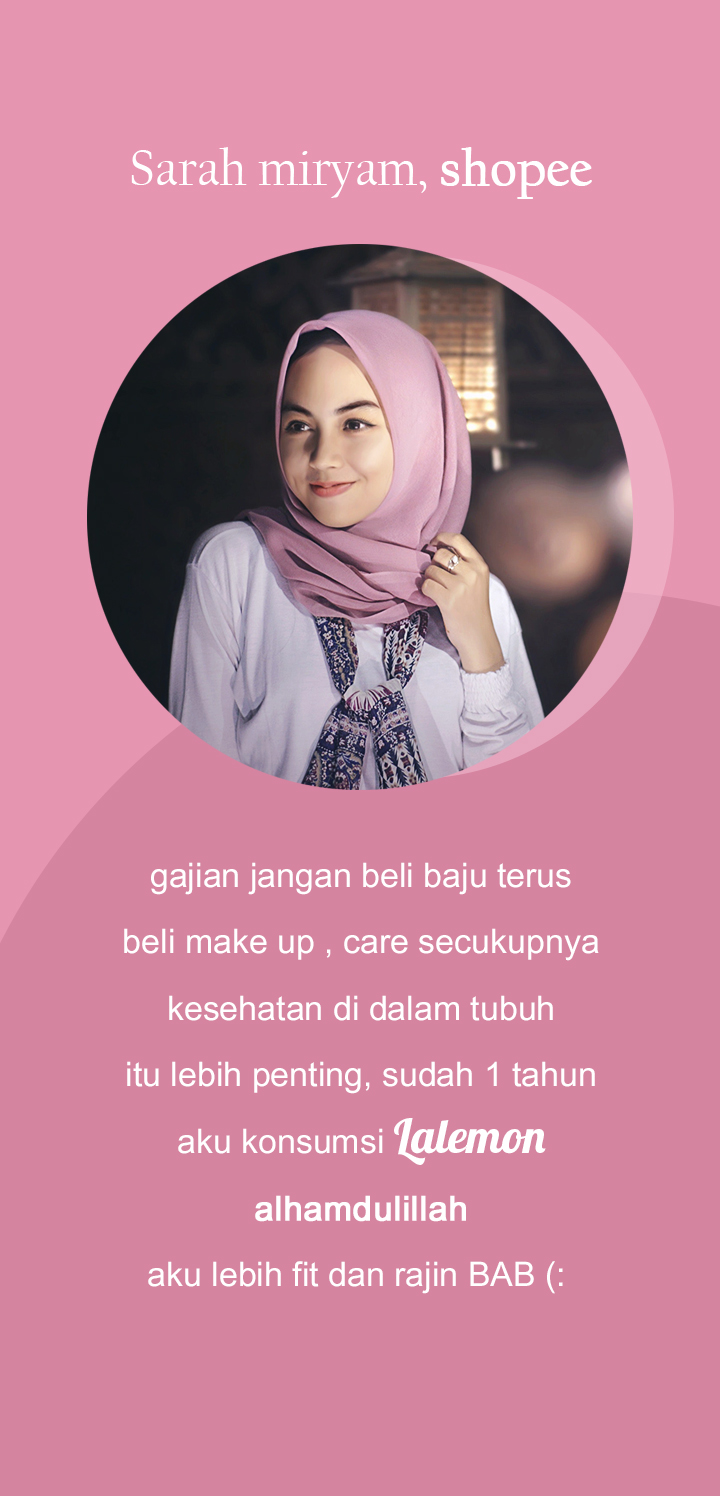 Sarah miryam, shopee
gajian jangan beli baju terus
beli make up , care secukupnya
kesehatan di dalam tubuh
itu lebih penting, sudah 1 tahun
aku konsumsi Lalemon
alhamdulillah
aku lebih fit dan rajin BAB (: